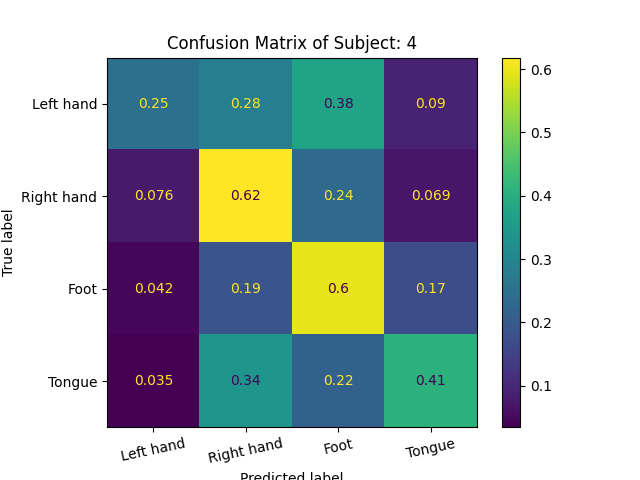 Confusion Matrix of Subject: 4
True label
Left hand 0.25 0.28 0.38 0.09
Right hand 0.076 0.62 0.24 0.069
Foot 0.042 0.19 0.6 0.17
Tongue 0.035 0.34 0.22 0.41
Left hand Right hand Foot Tongue
Predicted label
0.6
0.5
0.4
0.3
0.2
0.1